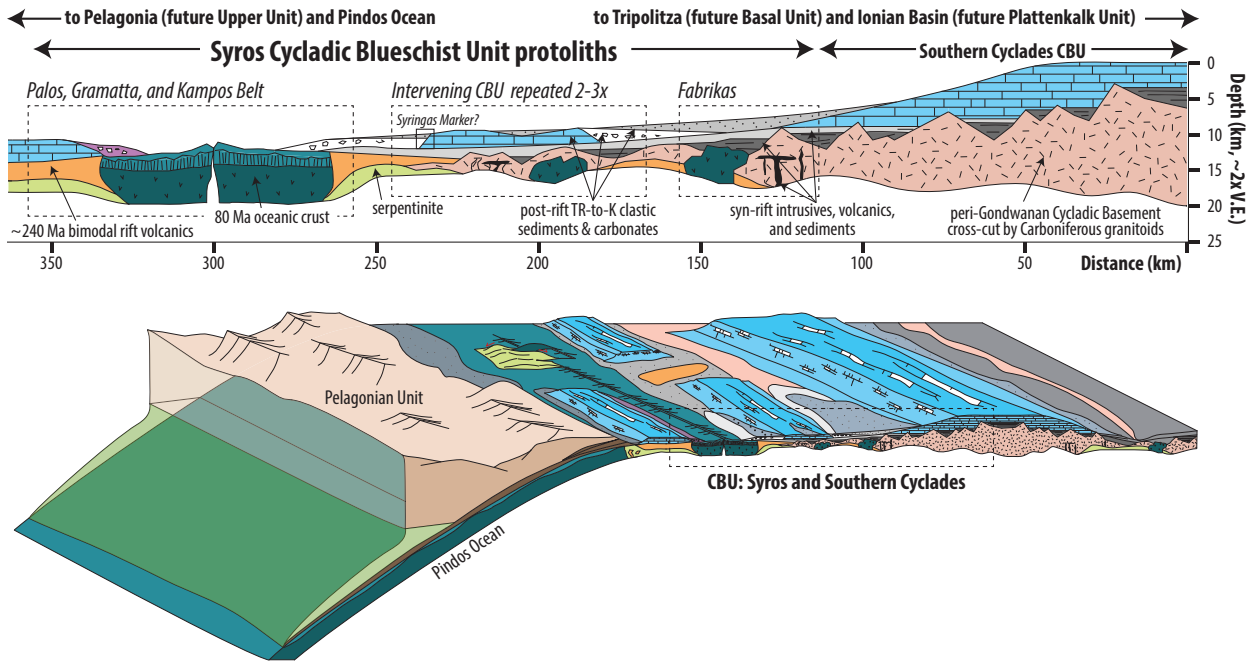 to Pelagonia (future Upper Unit) and Pindos Ocean
to Tripolitza (future Basal Unit) and Ionian Basin (future Plattenkalk Unit)
Syros Cycladic Blueschist Unit protoliths
Southern Cyclades CBU
Palos, Gramatta, and Kampos Belt
Intervening CBU repeated 2-3x
Fabrikas
Syringas Marker?
0
5
10
15
20
25
Depth (km, ~2x V.E.)
80 Ma oceanic crust
serpentinite
~240 Ma bimodal rift volcanics
post-rift TR-to-K clastic
sediments & carbonates
syn-rift intrusives, volcanics,
and sediments
peri-Gondwanan Cycladic Basement
cross-cut by Carboniferous granitoids
350
300
250
200
150
100
50
Distance (km)
Pelagonian Unit
CBU: Syros and Southern Cyclades
Pindos Ocean